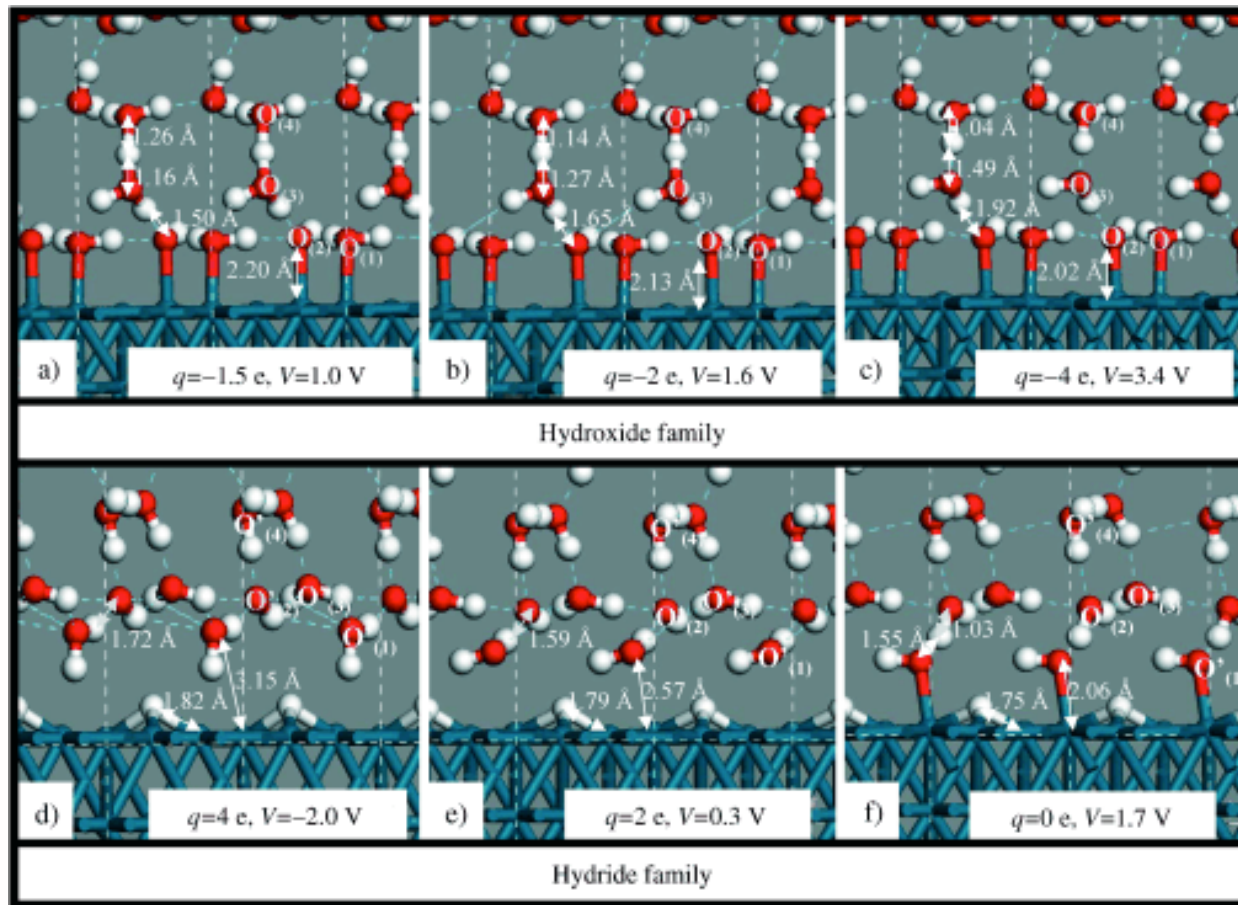 O(4)
1.26 Å
1.16 Å
O(3)
1.50 Å
O(2)
O(1)
2.20 Å
a)
q=−1.5 e, V=1.0 V
O(4)
1.14 Å
1.27 Å
O(3)
1.65 Å
O(2)
O(1)
2.13 Å
b)
q=−2 e, V=1.6 V
O(4)
1.04 Å
1.49 Å
O(3)
1.92 Å
O(2)
O(1)
2.02 Å
c)
q=−4 e, V=3.4 V
Hydroxide family
O'(4)
O'(2)
O'(3)
O'(1)
1.72 Å
3.15 Å
1.82 Å
d)
q=4 e, V=−2.0 V
O'(4)
O'(2)
O'(3)
1.59 Å
O'(1)
1.79 Å
2.57 Å
e)
q=2 e, V=0.3 V
O'(4)
O'(3)
O'(2)
1.55 Å
1.03 Å
O'(1
1.75 Å
2.06 Å
f)
q=0 e, V=1.7 V
Hydride family